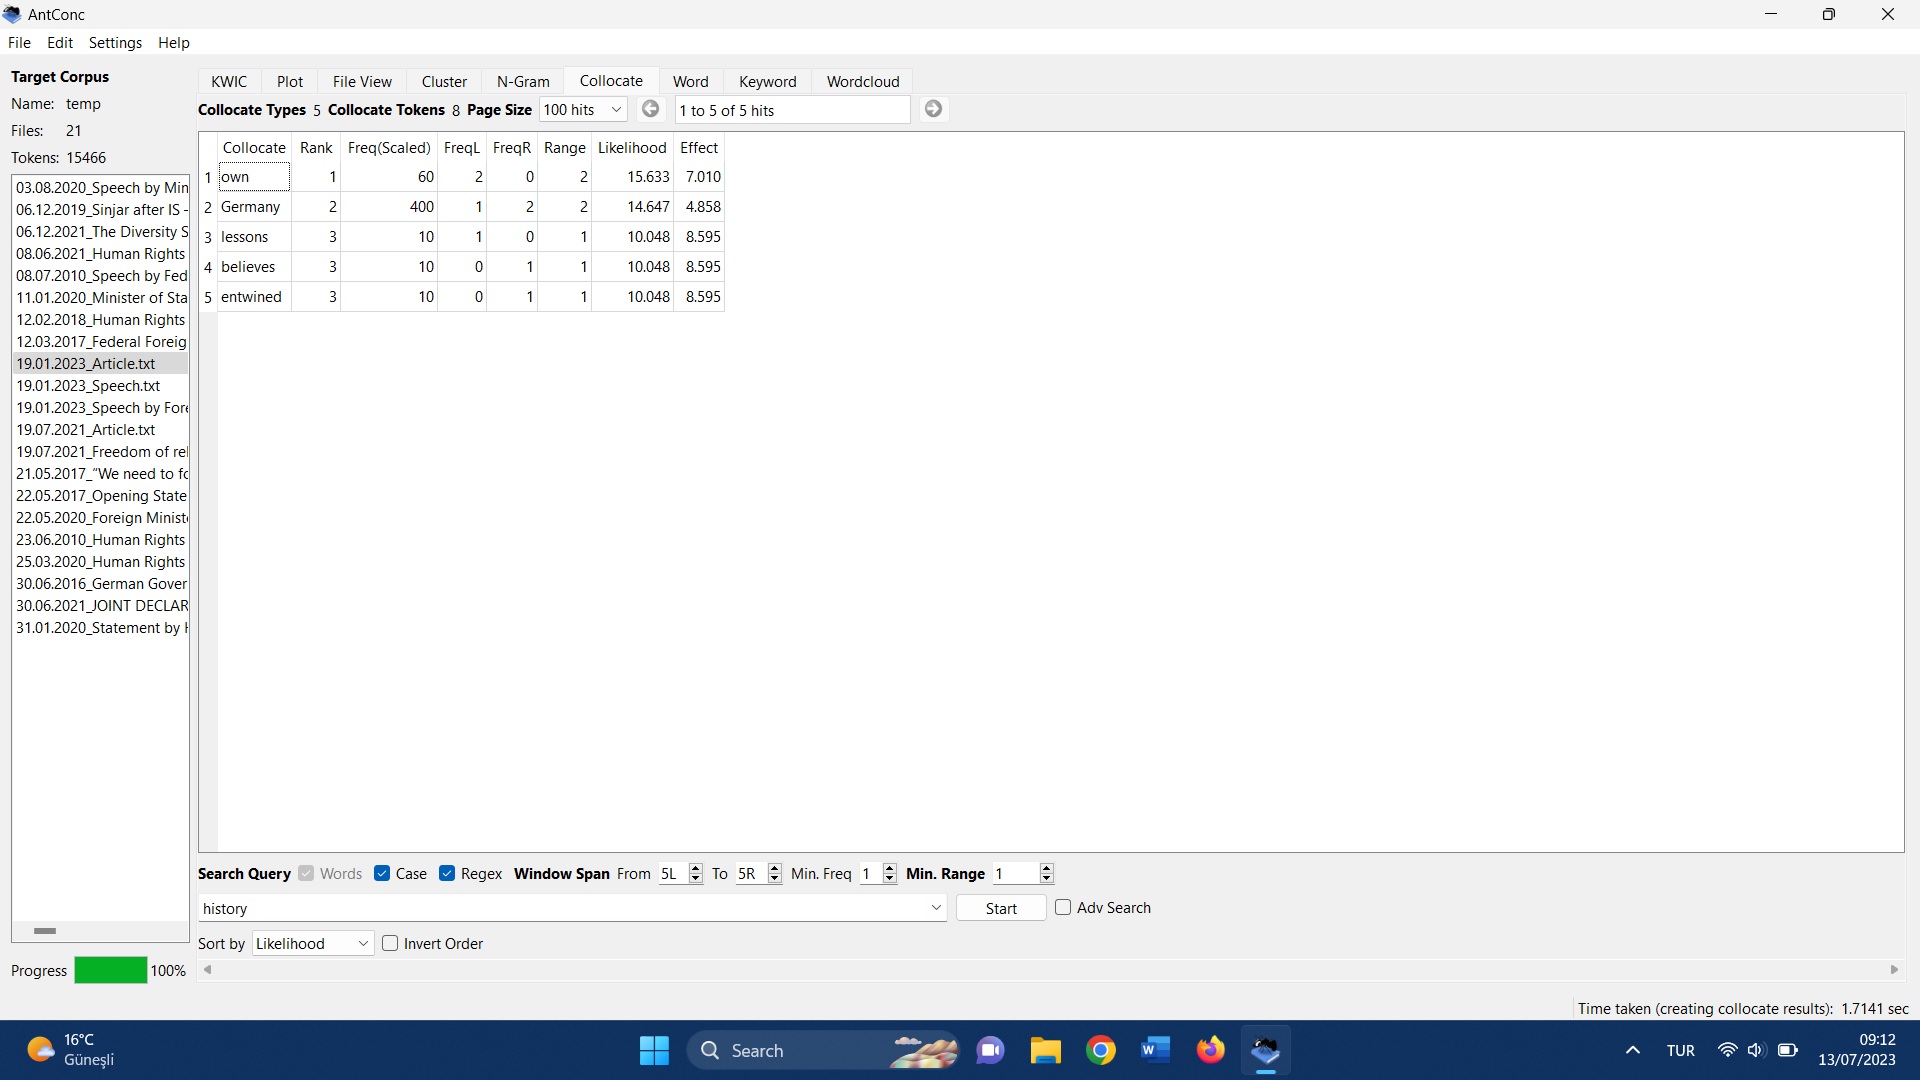 AntConc
File Edit Settings Help
Target Corpus
Name: temp
Files: 21
Tokens: 15466
03.08.2020_Speech by Min
06.12.2019_Sinjar after IS -
06.12.2021_The Diversity S
08.06.2021_Human Rights
08.07.2010_Speech by Fed
11.01.2020_Minister of Sta
12.02.2018_Human Rights
12.03.2017_Federal Foreig
19.01.2023_Article.txt
19.01.2023_Speech.txt
19.01.2023_Speech by Fore
19.07.2021_Article.txt
19.07.2021_Freedom of rel
21.05.2017_"We need to fo
22.05.2017_Opening State
22.05.2020_Foreign Ministe
23.06.2010_Human Rights
25.03.2020_Human Rights
30.06.2016_German Gover
30.06.2021_JOINT DECLAR
31.01.2020_Statement by H
Progress 100%
KWIC Plot File View Cluster N-Gram Collocate Word Keyword Wordcloud
Collocate Types 5 Collocate Tokens 8 Page Size 100 hits 1 to 5 of 5 hits
Collocate Rank Freq(Scaled) FreqL FreqR Range Likelihood Effect
1 own 1 60 2 0 2 15.633 7.010
2 Germany 2 400 1 2 2 14.647 4.858
3 lessons 3 10 1 0 1 10.048 8.595
4 believes 3 10 0 1 1 10.048 8.595
5 entwined 3 10 0 1 1 10.048 8.595
Search Query Words Case Regex Window Span From 5L To 5R Min. Freq 1 Min. Range 1
history Start Adv Search
Sort by Likelihood Invert Order
Time taken (creating collocate results): 1.7141 sec
16°C
Güneşli
Search
TUR
09:12
13/07/2023